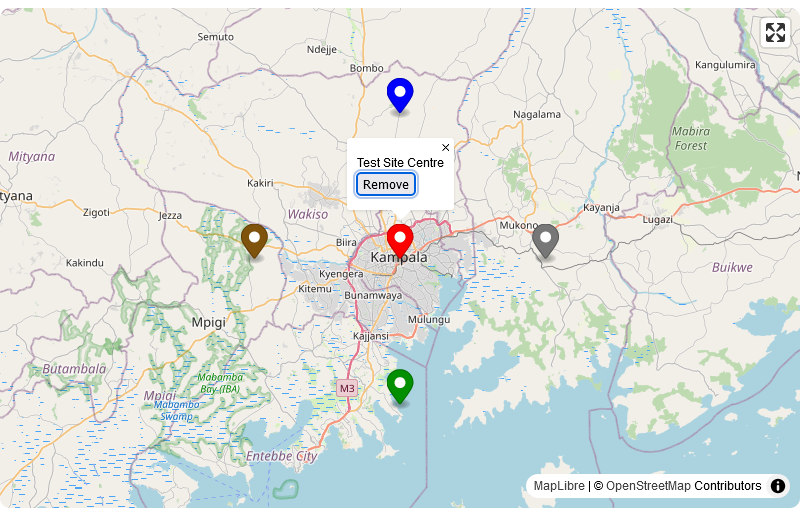 Semuto
Ndejje
Bombo
Kangulumira
Nagalama
Mabira
Forest
Mityana
tyana
Kakiri
Test Site Centre
Remove
Zigoti
Jezza
Wakiso
Kayanja
Lugazi
Mukono
Biira
Kampala
Kakindu
Kyengera
Buikwe
Kitemu
Bunamwaya
Mpigi
Mulungu
Kajjansi
Butambala
Mabamba
Bay (IBA)
M3
Mpigi
Mabamba
Swamp
Entebbe City
MapLibre | © OpenStreetMap Contributors